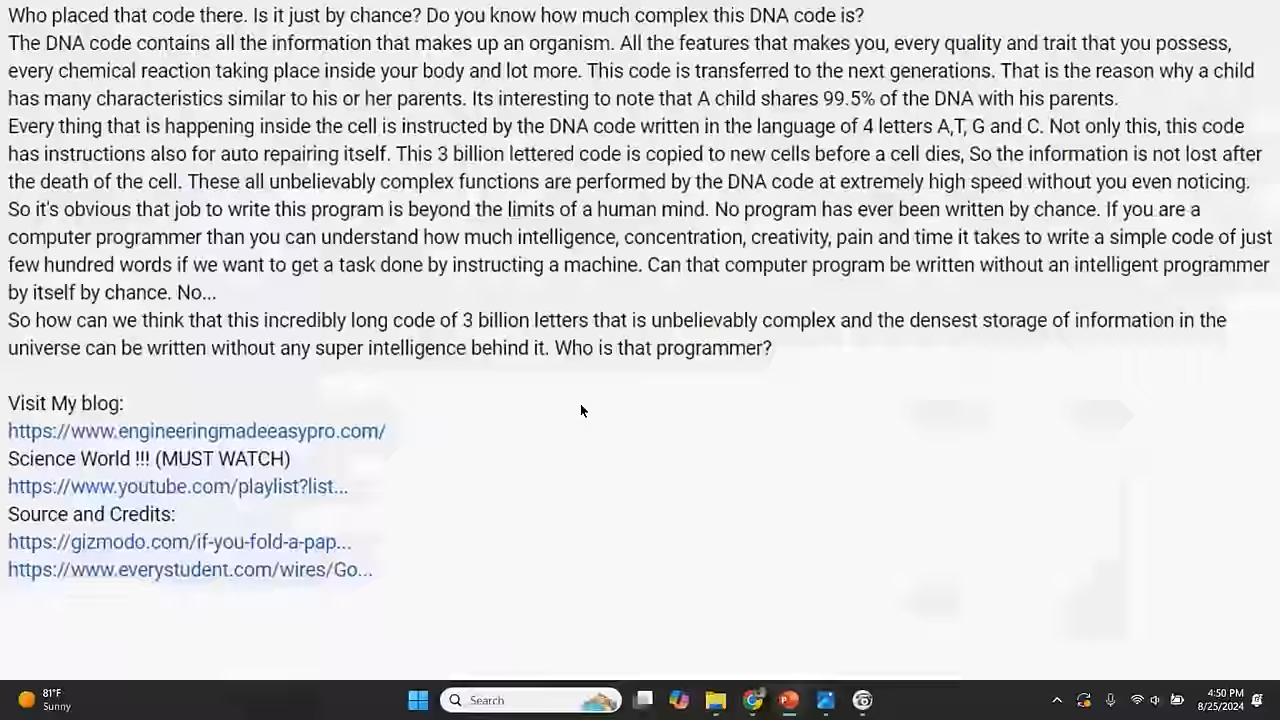 Who placed that code there. Is it just by chance? Do you know how much complex this DNA code is?
The DNA code contains all the information that makes up an organism. All the features that makes you, every quality and trait that you possess,
every chemical reaction taking place inside your body and lot more. This code is transferred to the next generations. That is the reason why a child
has many characteristics similar to his or her parents. Its interesting to note that A child shares 99.5% of the DNA with his parents.
Every thing that is happening inside the cell is instructed by the DNA code written in the language of 4 letters A,T, G and C. Not only this, this code
has instructions also for auto repairing itself. This 3 billion lettered code is copied to new cells before a cell dies, So the information is not lost after
the death of the cell. These all unbelievably complex functions are performed by the DNA code at extremely high speed without you even noticing.
So it's obvious that job to write this program is beyond the limits of a human mind. No program has ever been written by chance. If you are a
computer programmer than you can understand how much intelligence, concentration, creativity, pain and time it takes to write a simple code of just
few hundred words if we want to get a task done by instructing a machine. Can that computer program be written without an intelligent programmer
by itself by chance. No...
So how can we think that this incredibly long code of 3 billion letters that is unbelievably complex and the densest storage of information in the
universe can be written without any super intelligence behind it. Who is that programmer?
Visit My blog:
https://www.engineeringmadeeasypro.com/
Science World !!! (MUST WATCH)
https://www.youtube.com/playlist?list...
Source and Credits:
https://gizmodo.com/if-you-fold-a-pap...
https://www.everystudent.com/wires/Go...
81°F
Sunny
Search
4:50 PM
8/25/2024